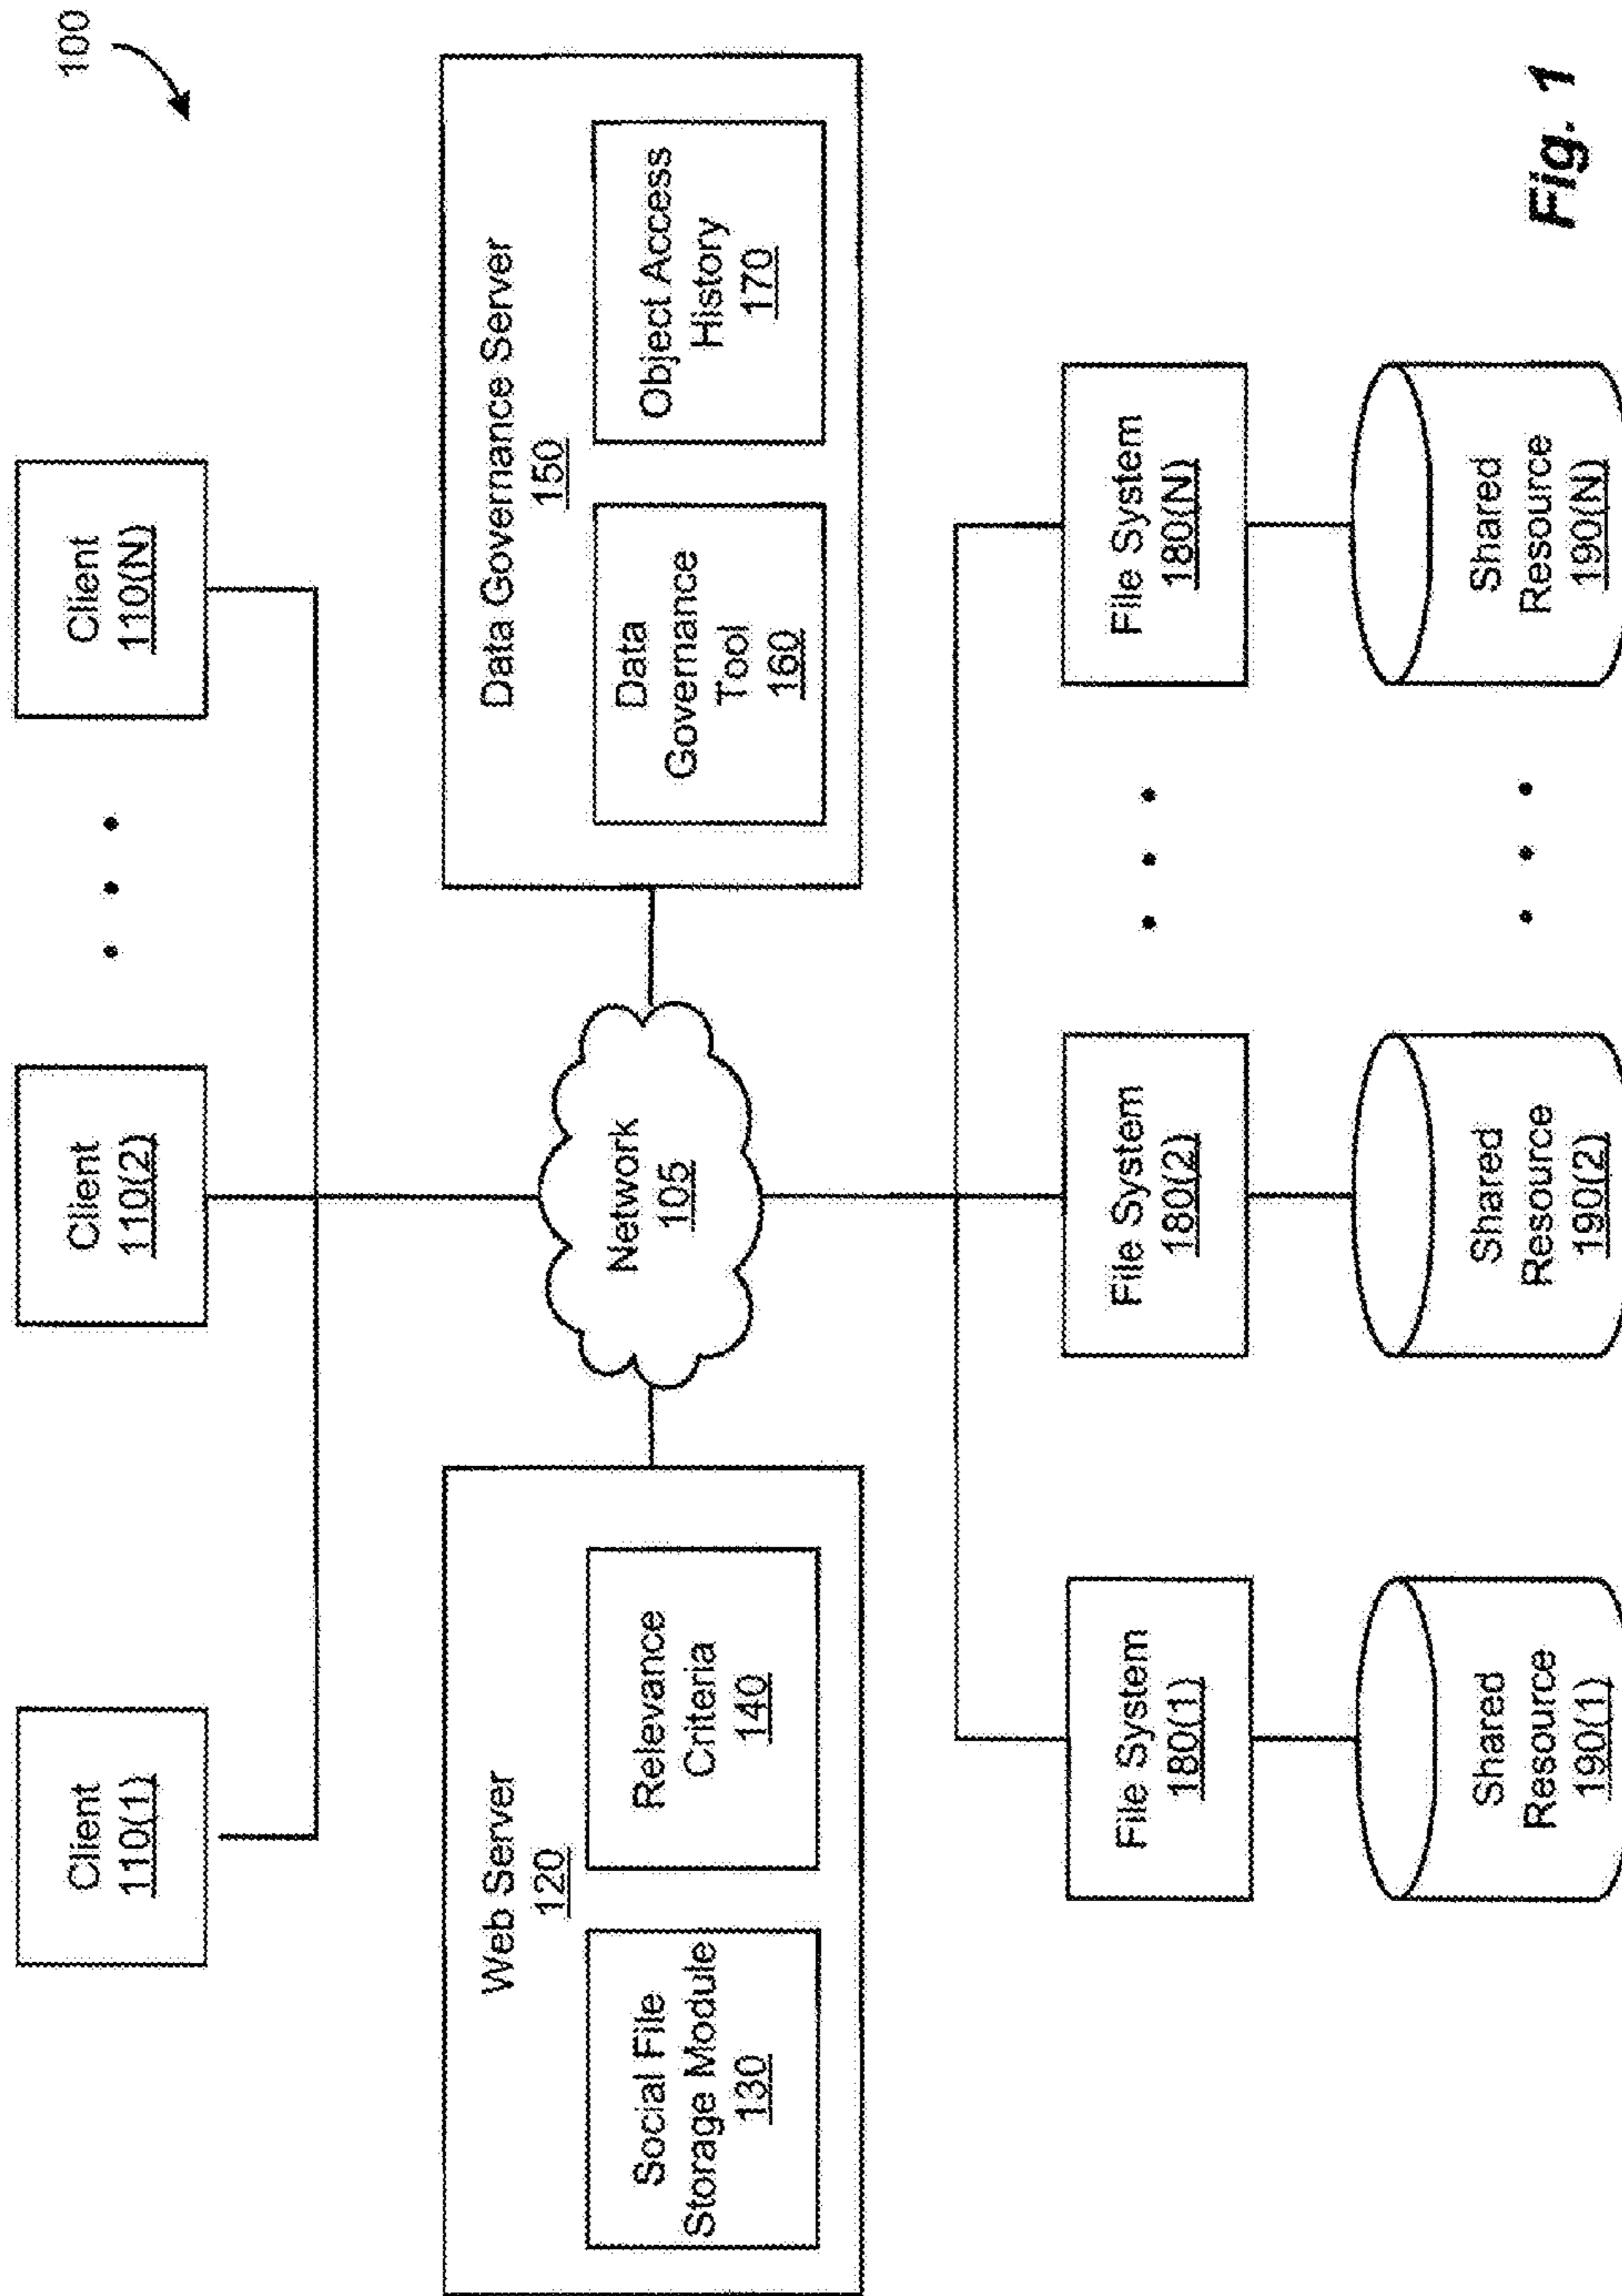 100
Client
110(1)
Client
110(2)
Client
110(N)
Web Server
120
Social File
Storage Module
130
Relevance
Criteria
140
Network
105
Data Governance Server
150
Data
Governance
Tool
160
Object Access
History
170
File System
180(1)
File System
180(2)
File System
180(N)
Shared
Resource
190(1)
Shared
Resource
190(2)
Shared
Resource
190(N)
Fig. 1